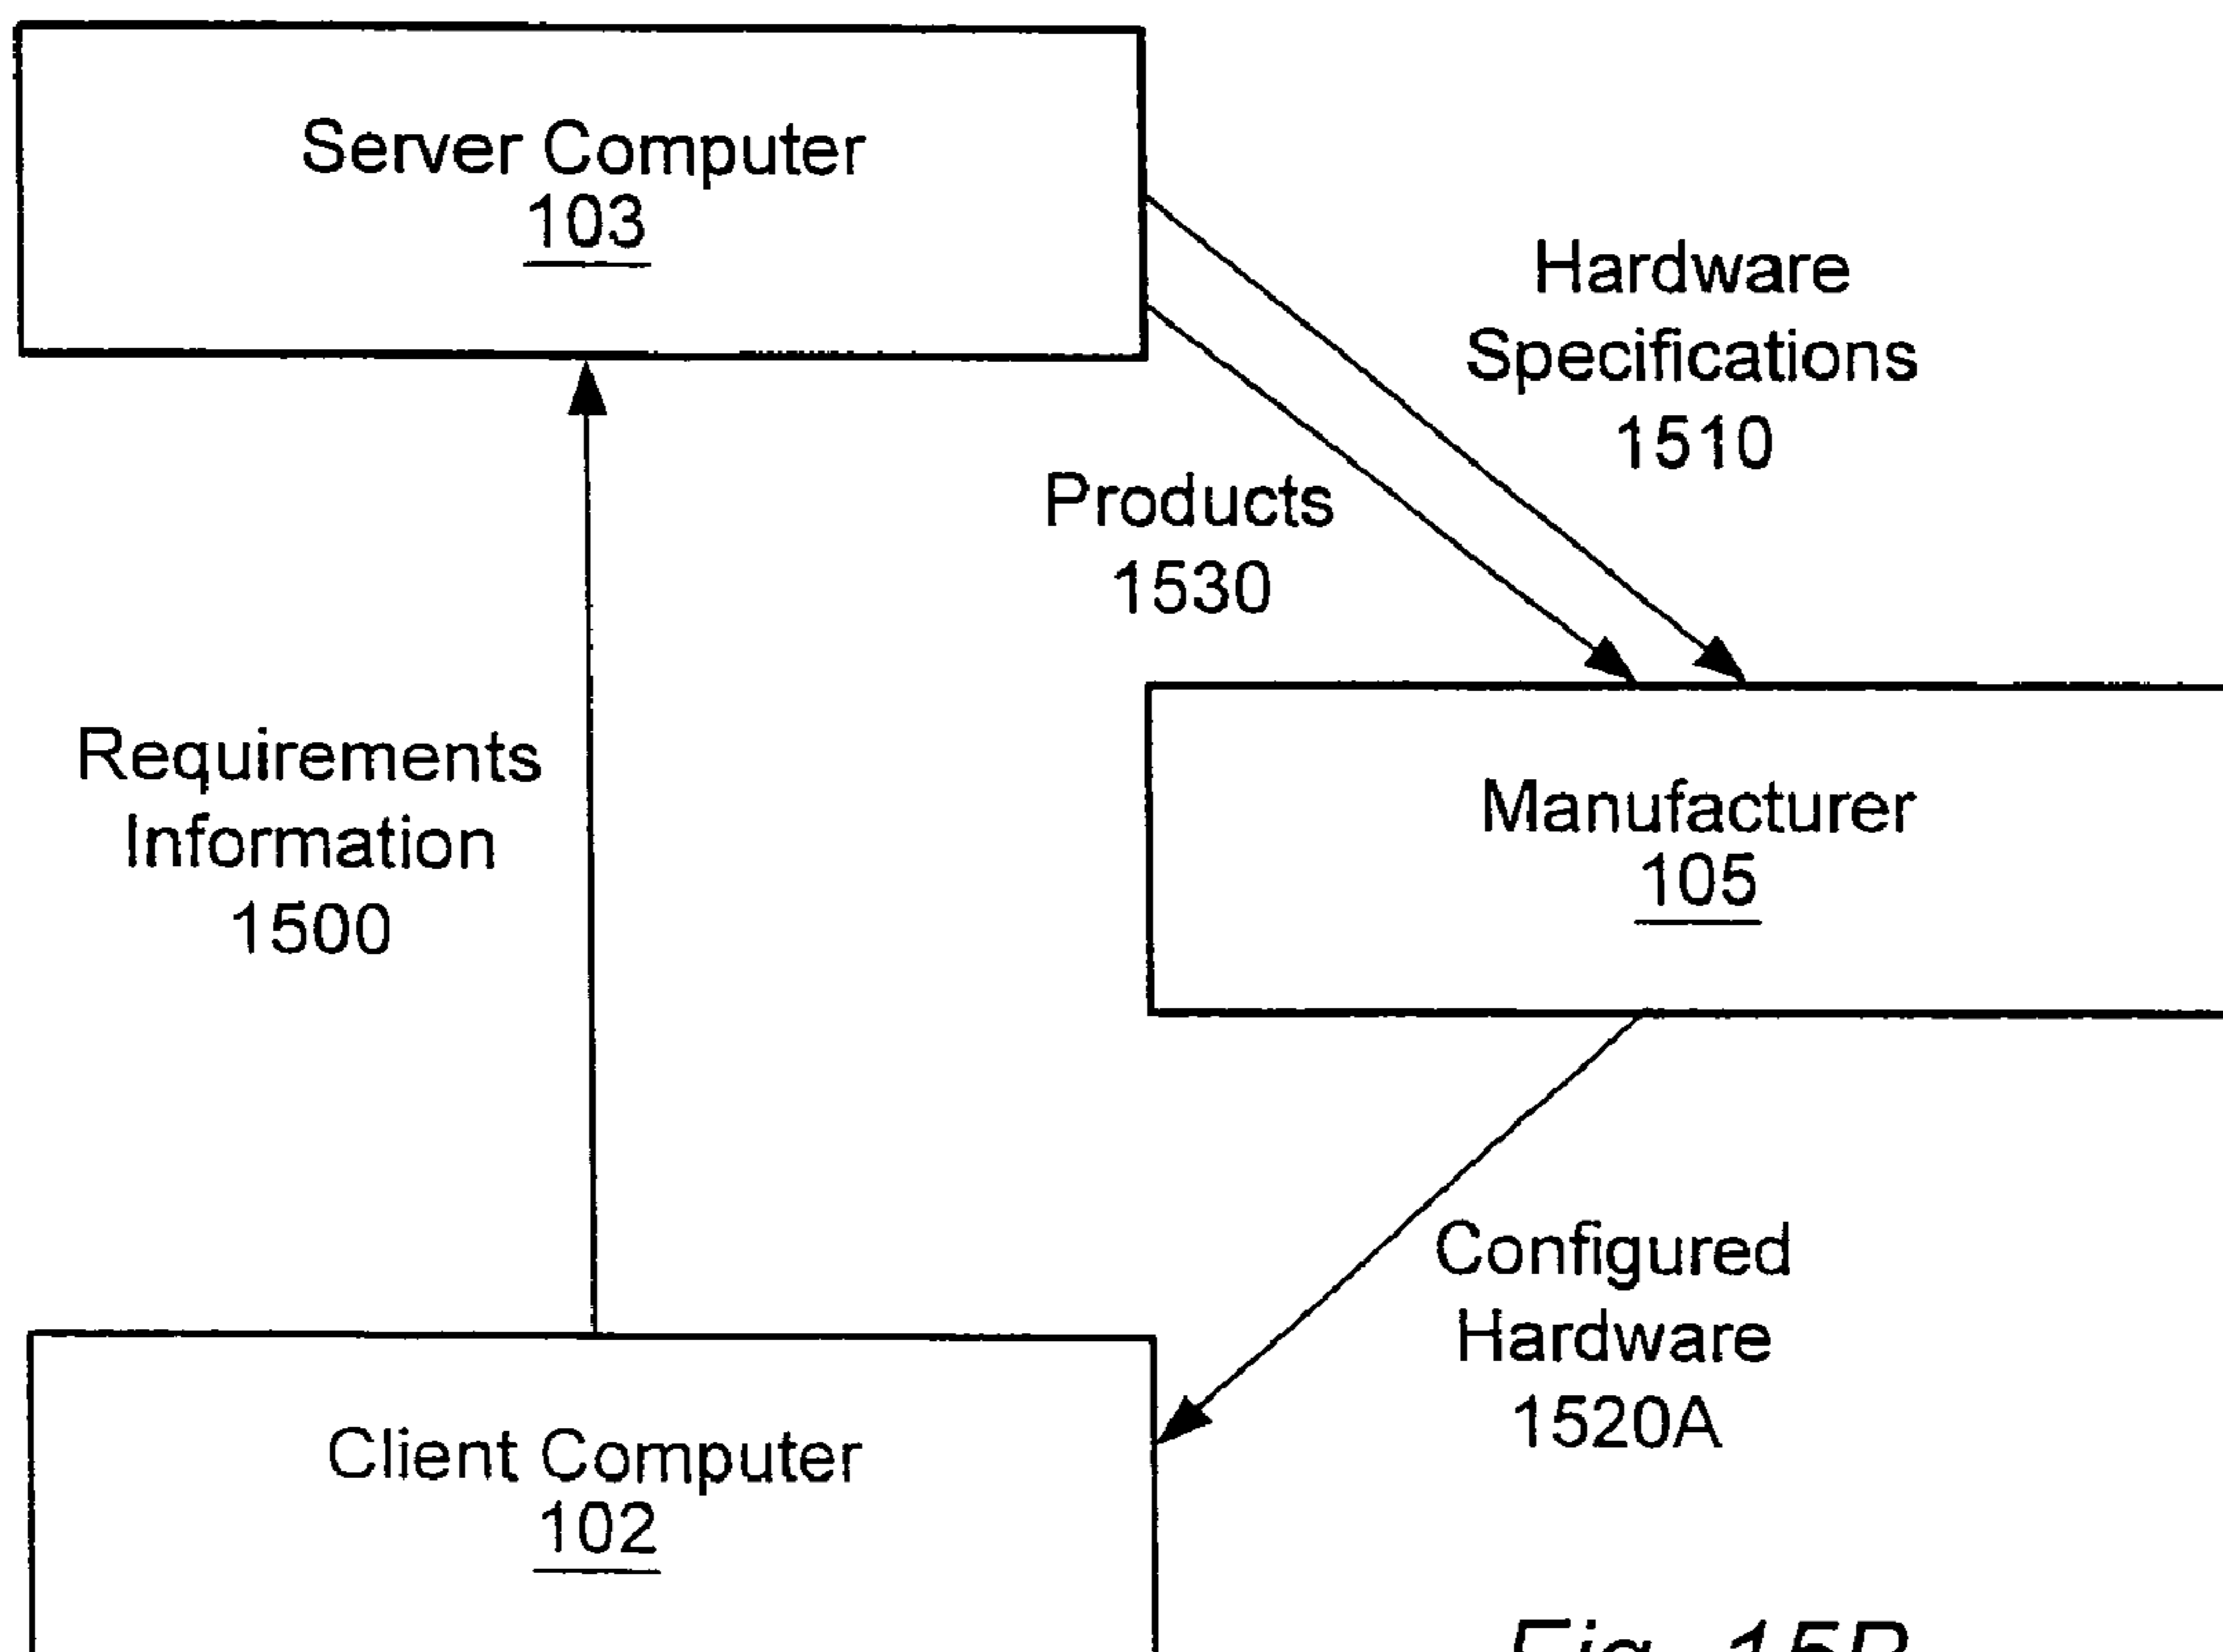 Server Computer
103
Hardware
Specifications
1510
Products
1530
Requirements
Information
1500
Manufacturer
105
Configured
Hardware
1520A
Client Computer
102
Fig.